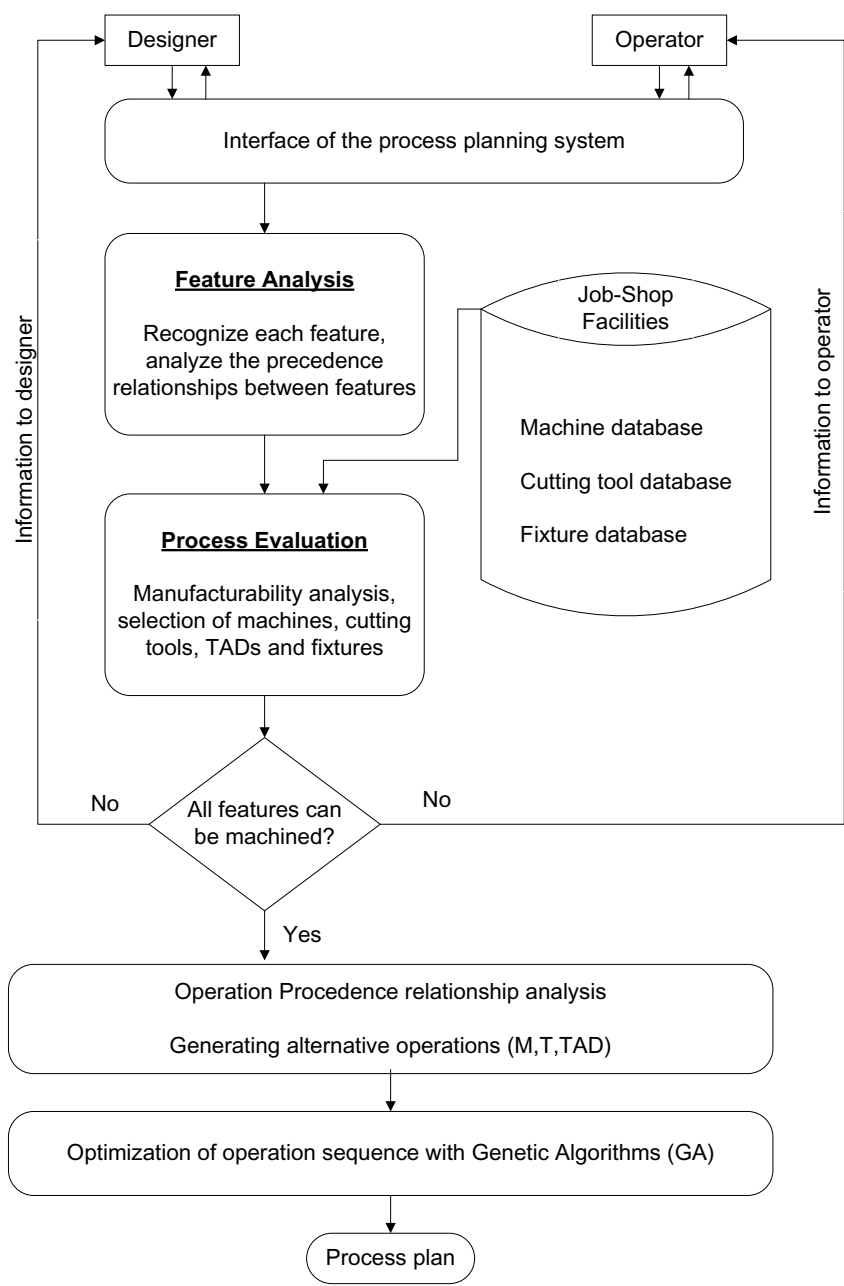 Designer
Operator
Interface of the process planning system
Feature Analysis
Recognize each feature,
analyze the precedence
relationships between features
Job-Shop
Facilities
Machine database
Cutting tool database
Fixture database
Information to designer
Information to operator
Process Evaluation
Manufacturability analysis,
selection of machines, cutting
tools, TADs and fixtures
No
All features can
be machined?
No
Yes
Operation Procedence relationship analysis
Generating alternative operations (M,T,TAD)
Optimization of operation sequence with Genetic Algorithms (GA)
Process plan